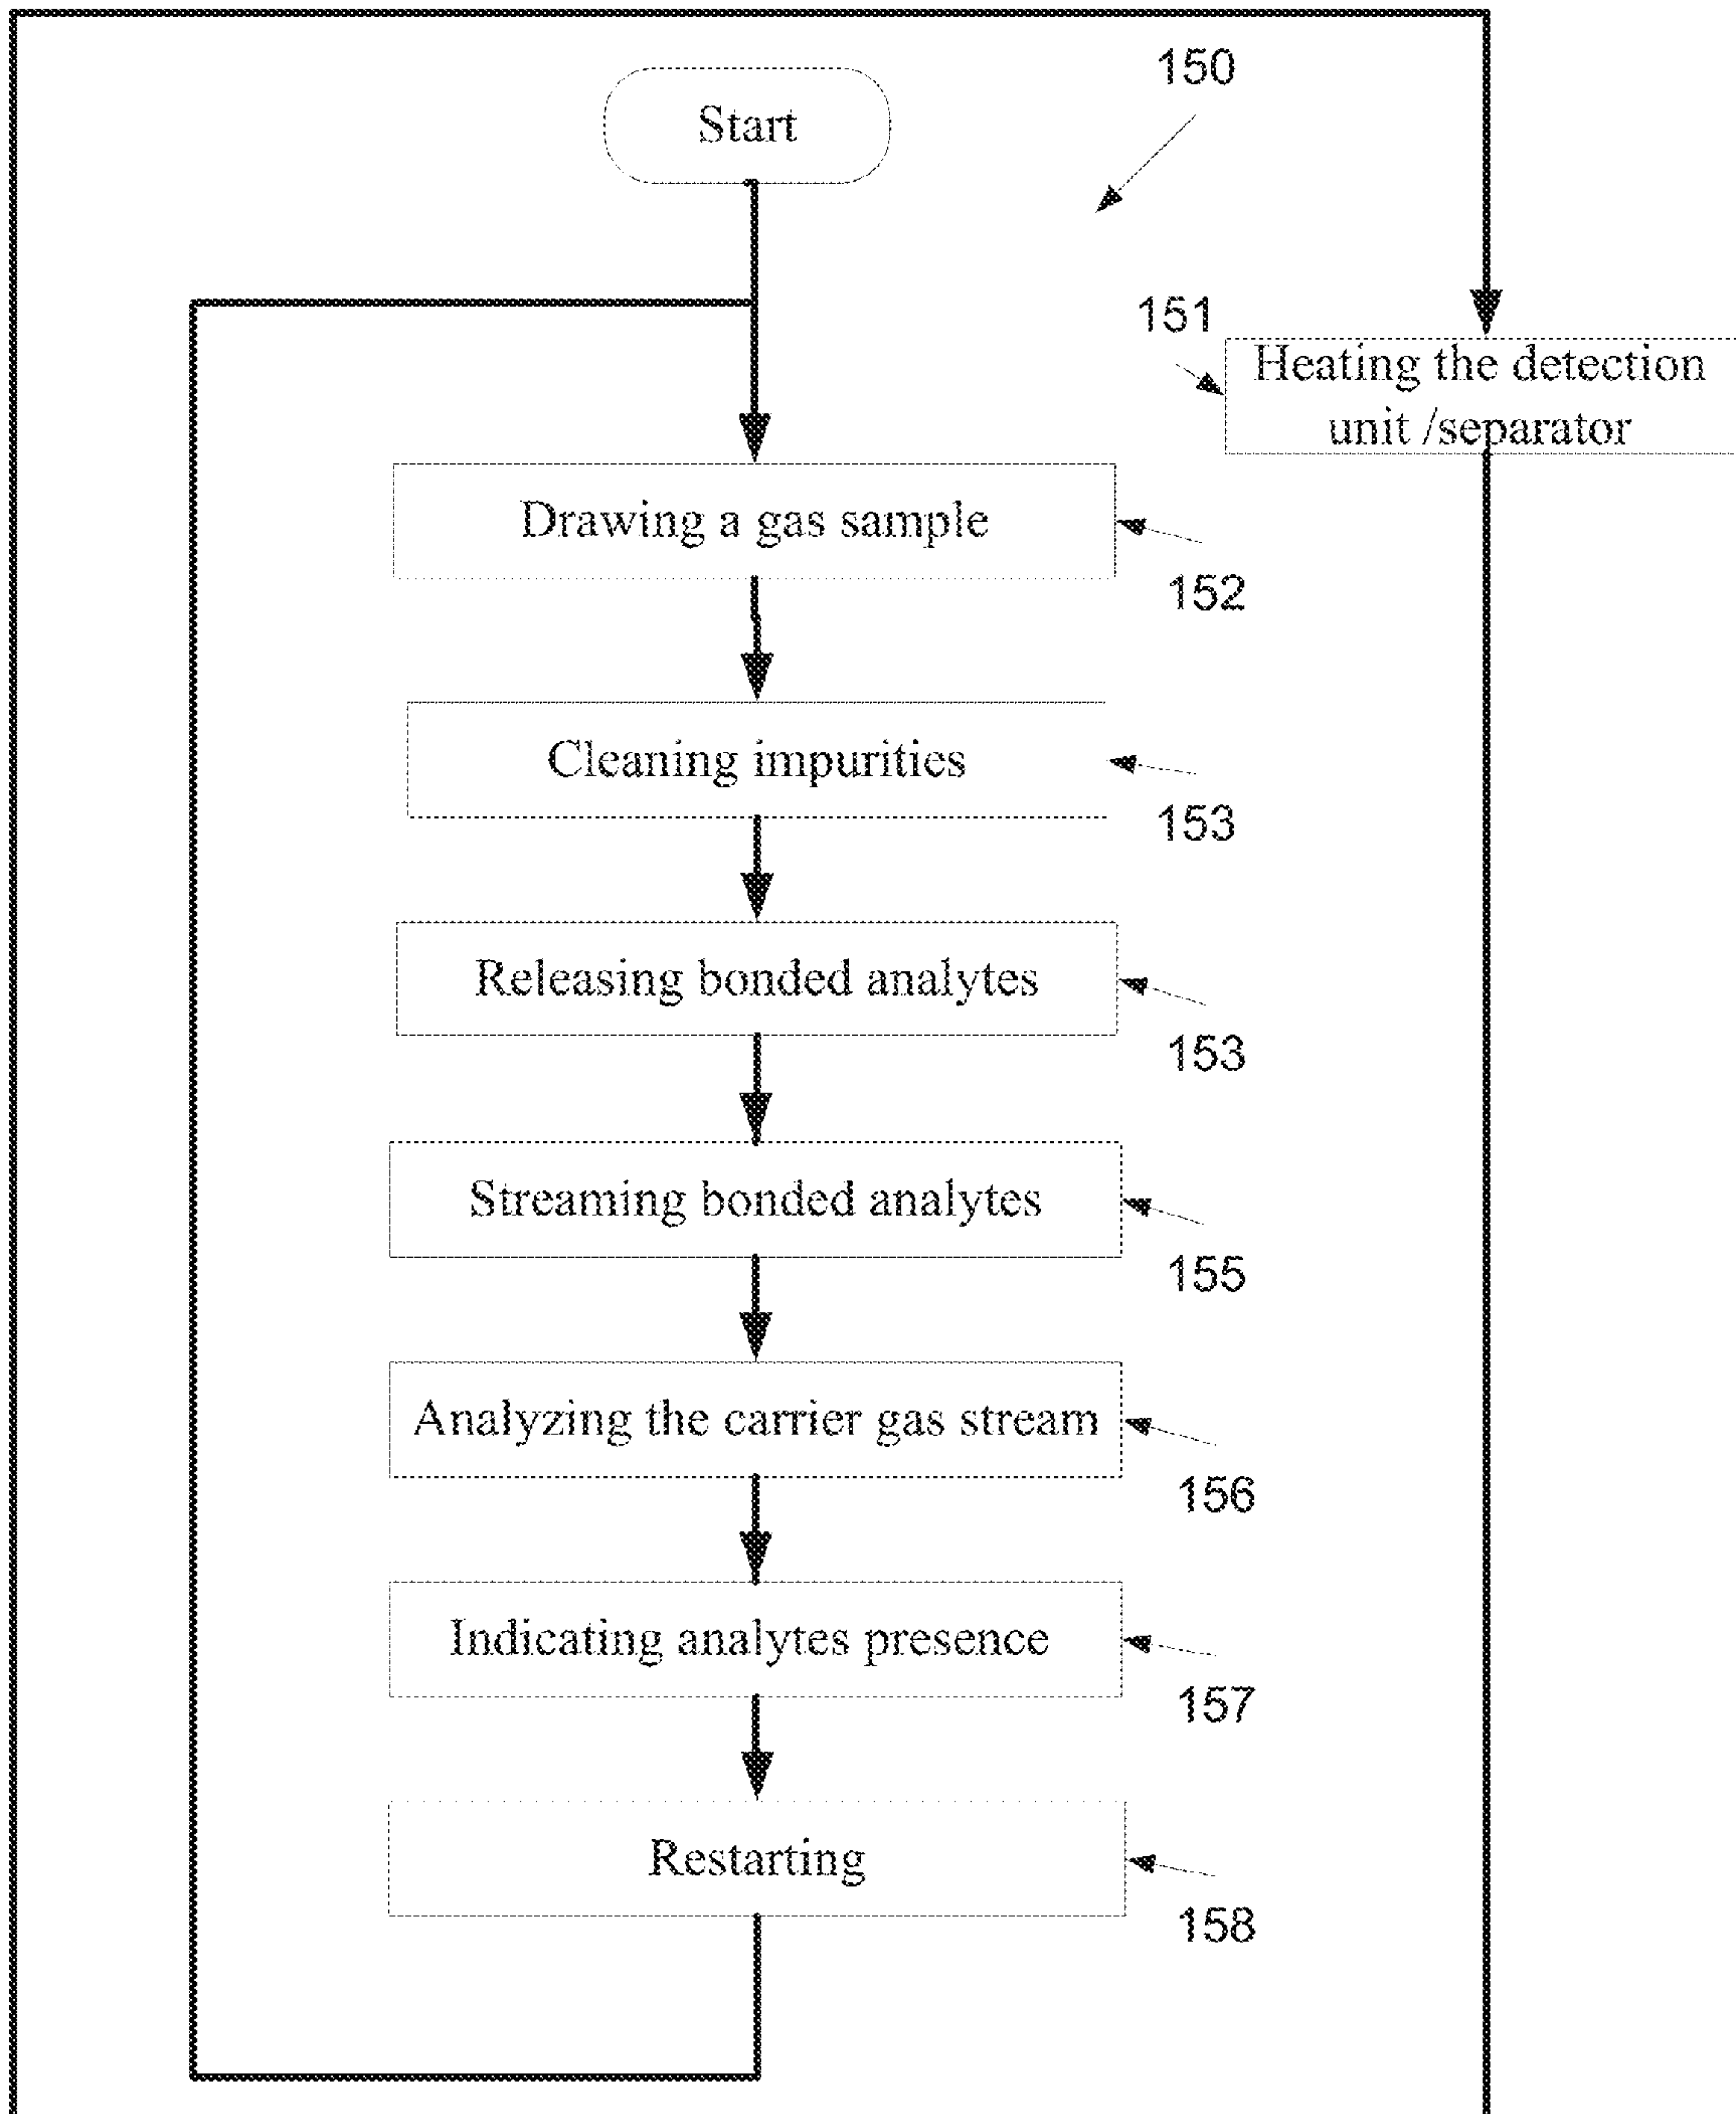 150
Start
151
Heating the detection
unit /separator
Drawing a gas sample
152
Cleaning impurities
153
Releasing bonded analytes
153
Streaming bonded analytes
155
Analyzing the carrier gas stream
156
Indicating analytes presence
157
Restarting
158